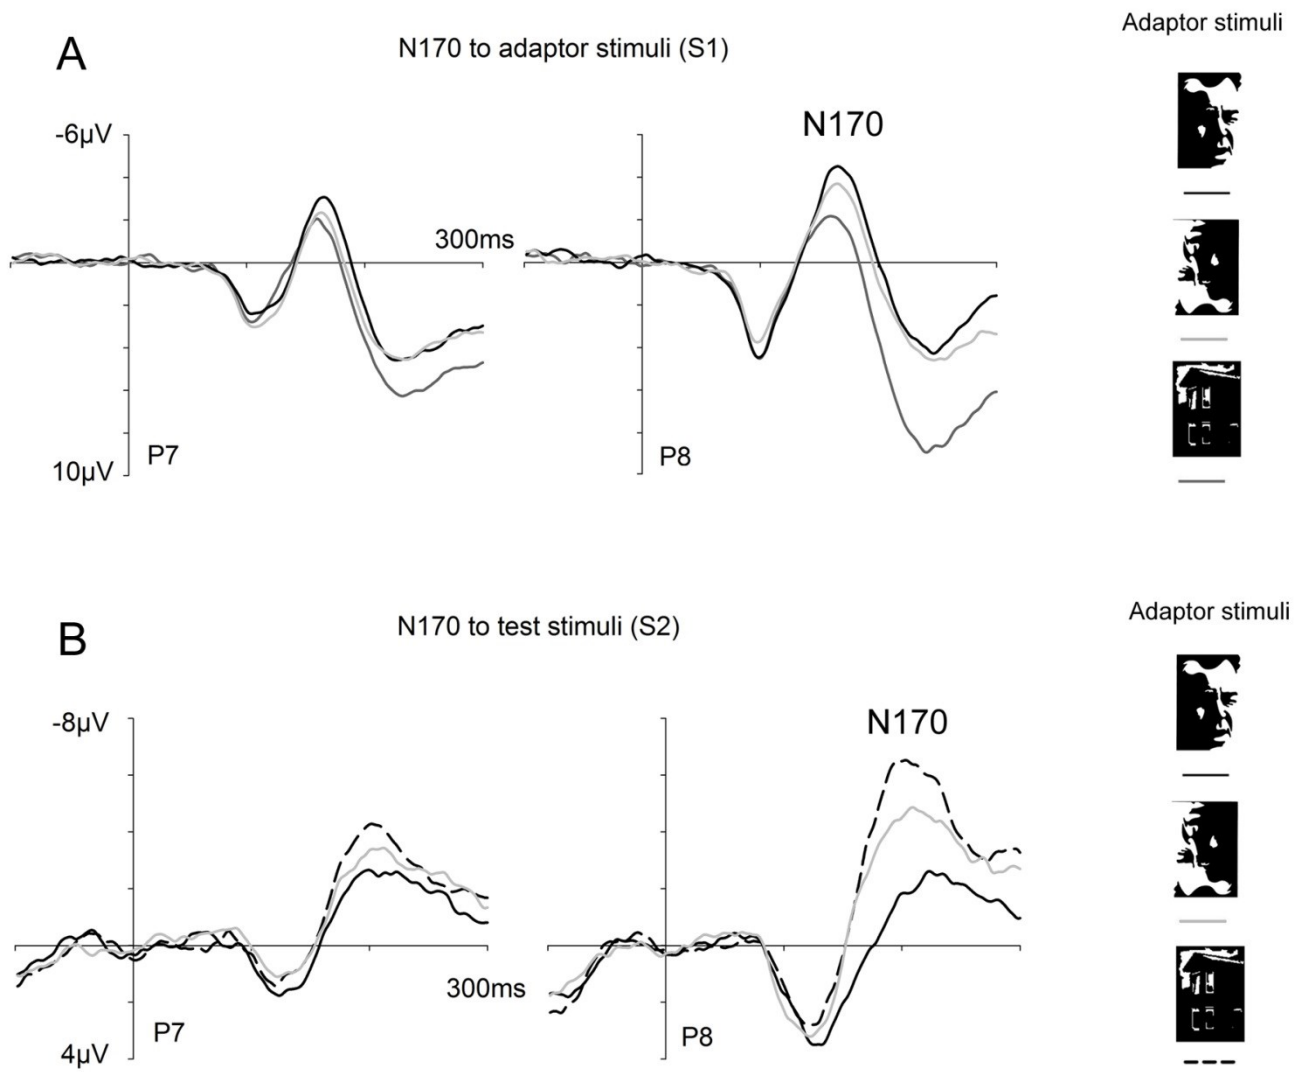 A
N170 to adaptor stimuli (S1)
Adaptor stimuli
-6µV
N170
300ms
P7
P8
10µV
B
N170 to test stimuli (S2)
Adaptor stimuli
-8µV
N170
300ms
P7
P8
4µV